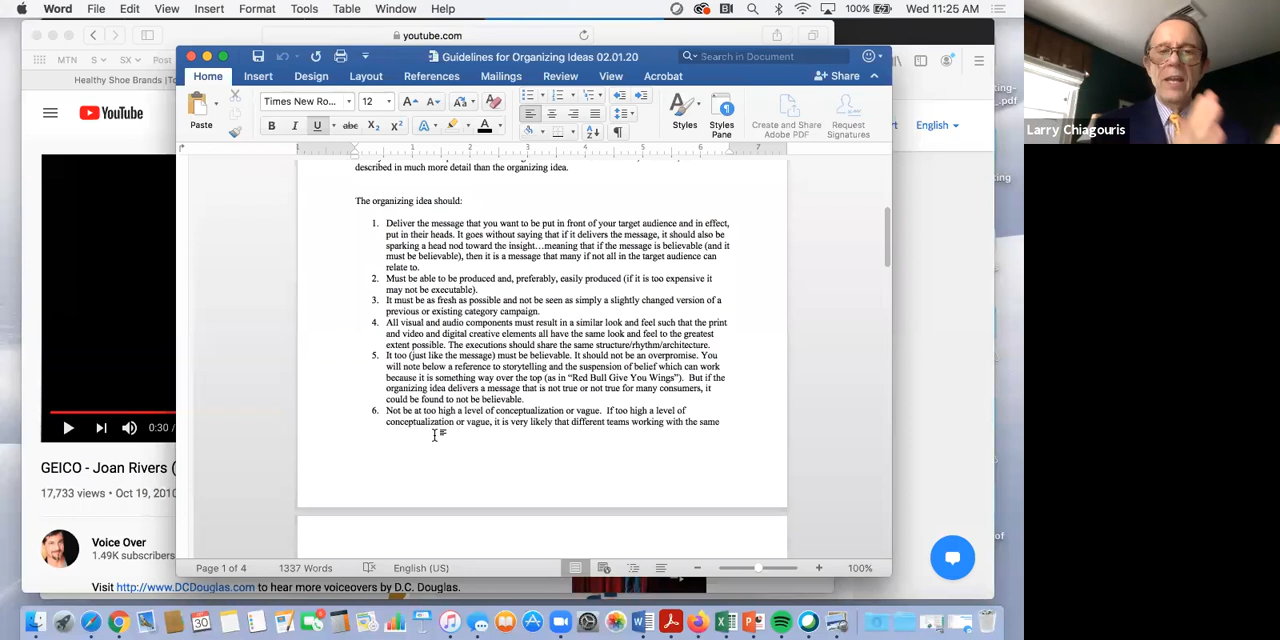 Word File Edit View Insert Format Tools Table Window Help
100% Wed 11:25 AM
youtube.com
Guidelines for Organizing Ideas 02.01.20
Search in Document
MTN S SX Post
Home Insert Design Layout References Mailings Review View Acrobat Share
Healthy Shoe Brands | To
YouTube
Paste
Times New Ro... 12
B I U abc X2 X2
Styles
Styles Pane
Create and Share Adobe PDF
Request Signatures
English
Larry Chiagouris
.pdf
1 1 2 3 4 5 6 7
described in much more detail than the organizing idea.
The organizing idea should:
1. Deliver the message that you want to be put in front of your target audience and in effect,
put in their heads. It goes without saying that if it delivers the message, it should also be
sparking a head nod toward the insight…meaning that if the message is believable (and it
must be believable), then it is a message that many if not all in the target audience can
relate to.
2. Must be able to be produced and, preferably, easily produced (if it is too expensive it
may not be executable).
3. It must be as fresh as possible and not be seen as simply a slightly changed version of a
previous or existing category campaign.
4. All visual and audio components must result in a similar look and feel such that the print
and video and digital creative elements all have the same look and feel to the greatest
extent possible. The executions should share the same structure/rhythm/architecture.
5. It too (just like the message) must be believable. It should not be an overpromise. You
will note below a reference to storytelling and the suspension of belief which can work
because it is something way over the top (as in “Red Bull Give You Wings”). But if the
organizing idea delivers a message that is not true or not true for many consumers, it
could be found to not be believable.
6. Not be at too high a level of conceptualization or vague. If too high a level of
conceptualization or vague, it is very likely that different teams working with the same
0:30 /
GEICO - Joan Rivers (
17,733 views • Oct 19, 2010
Voice Over
1.49K subscribers
Page 1 of 4 1337 Words English (US) 100%
Visit http://www.DCDouglas.com to hear more voiceovers by D.C. Douglas.
30